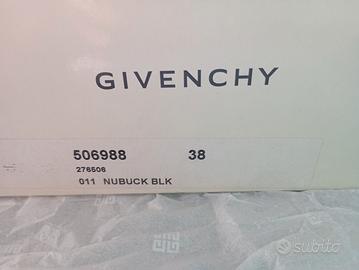 GIVENCHY
506988 38
276506
011 NUBUCK BLK
subito